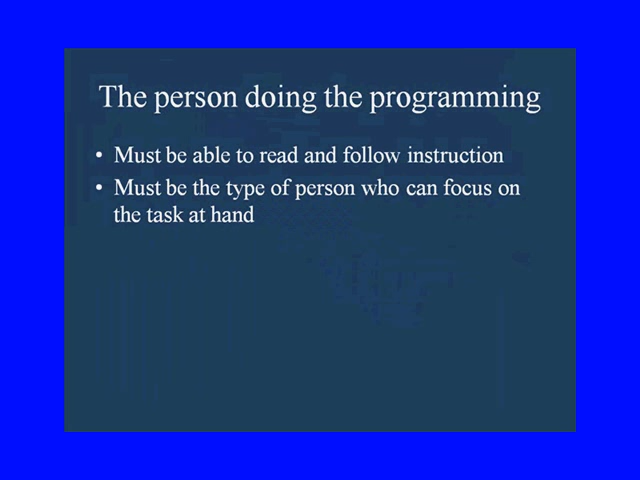 The person doing the programming
• Must be able to read and follow instruction
• Must be the type of person who can focus on
the task at hand